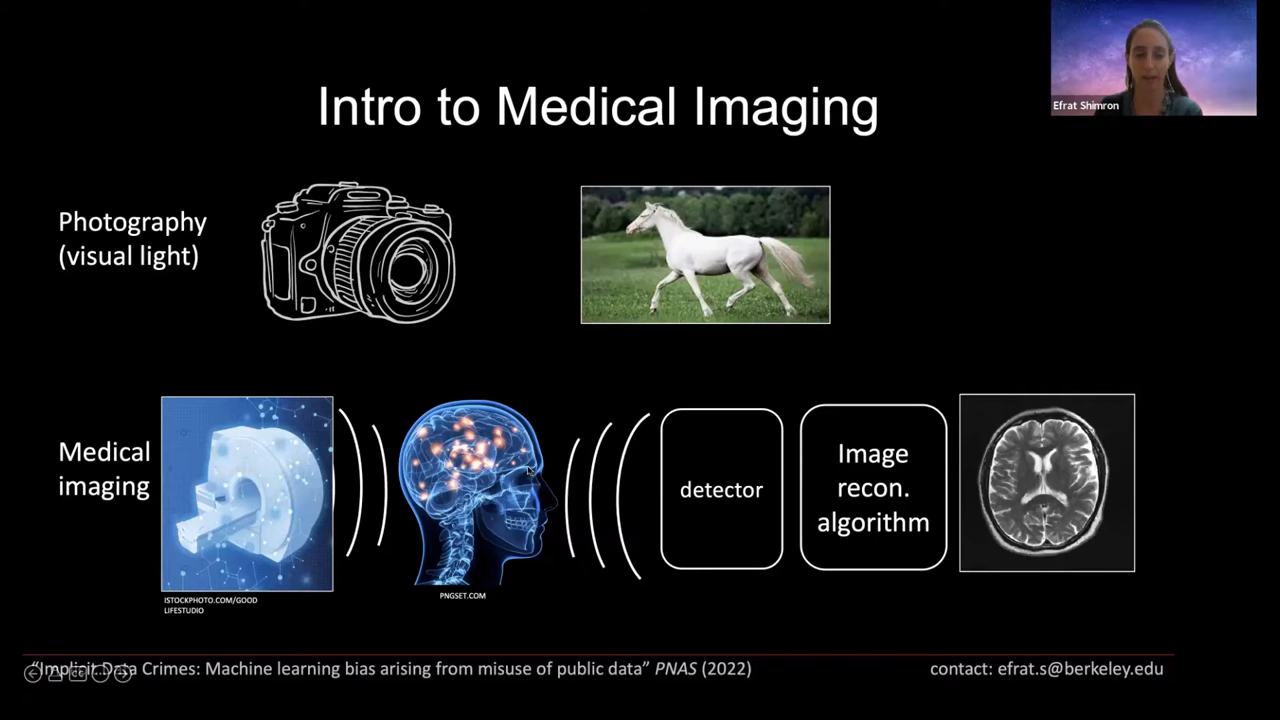 Intro to Medical Imaging
Efrat Shimron
Photography
(visual light)
Medical
imaging
detector
Image
recon.
algorithm
ISTOCKPHOTO.COM/GOOD
LIFESTUDIO
PNGSET.COM
“Implicit Data Crimes: Machine learning bias arising from misuse of public data” PNAS (2022)
contact: efrat.s@berkeley.edu